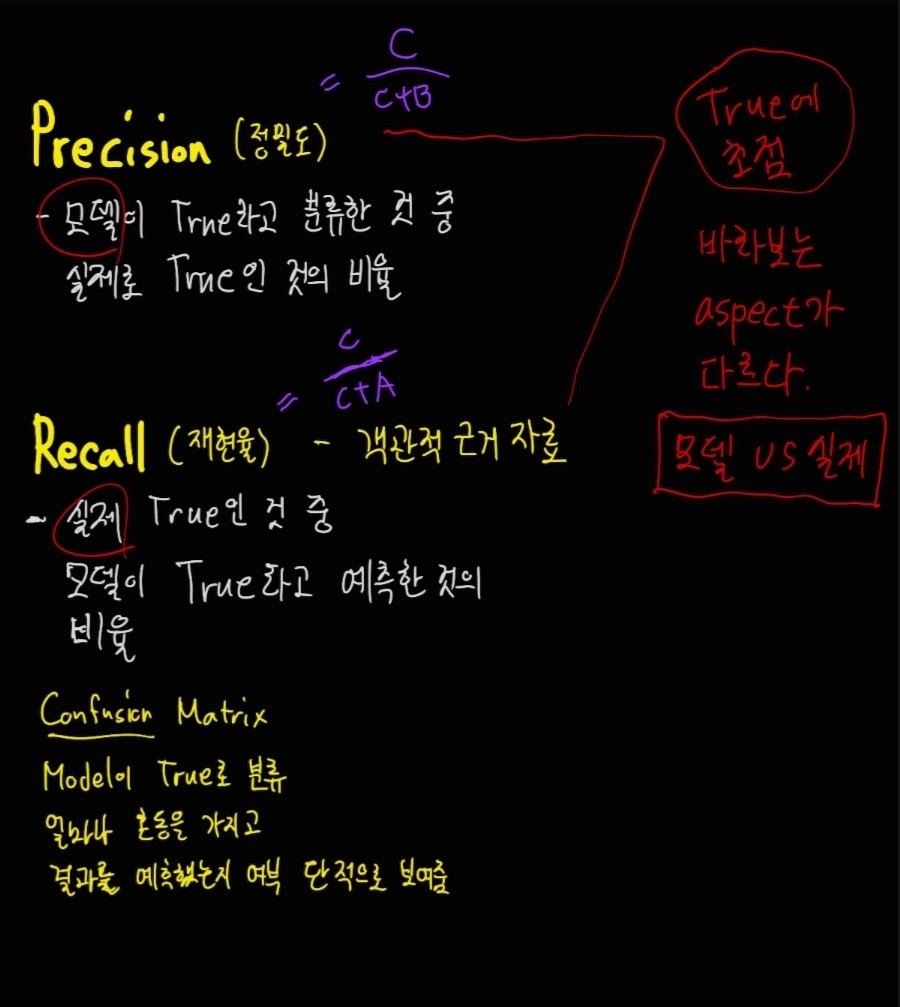 = C / C+B
Precision (정밀도)
- 모델이 True라고 분류한 것 중
실제로 True인 것의 비율
= C / C+A
Recall (재현율) - 객관적 근거 자료
- 실제 True인 것 중
모델이 True라고 예측한 것의
비율
Confusion Matrix
Model이 True로 분류
얼마나 혼동을 가지고
결과를 예측했는지 여부 단적으로 보여줌
True에
초점
바라보는
aspect가
다르다.
모델 VS 실제